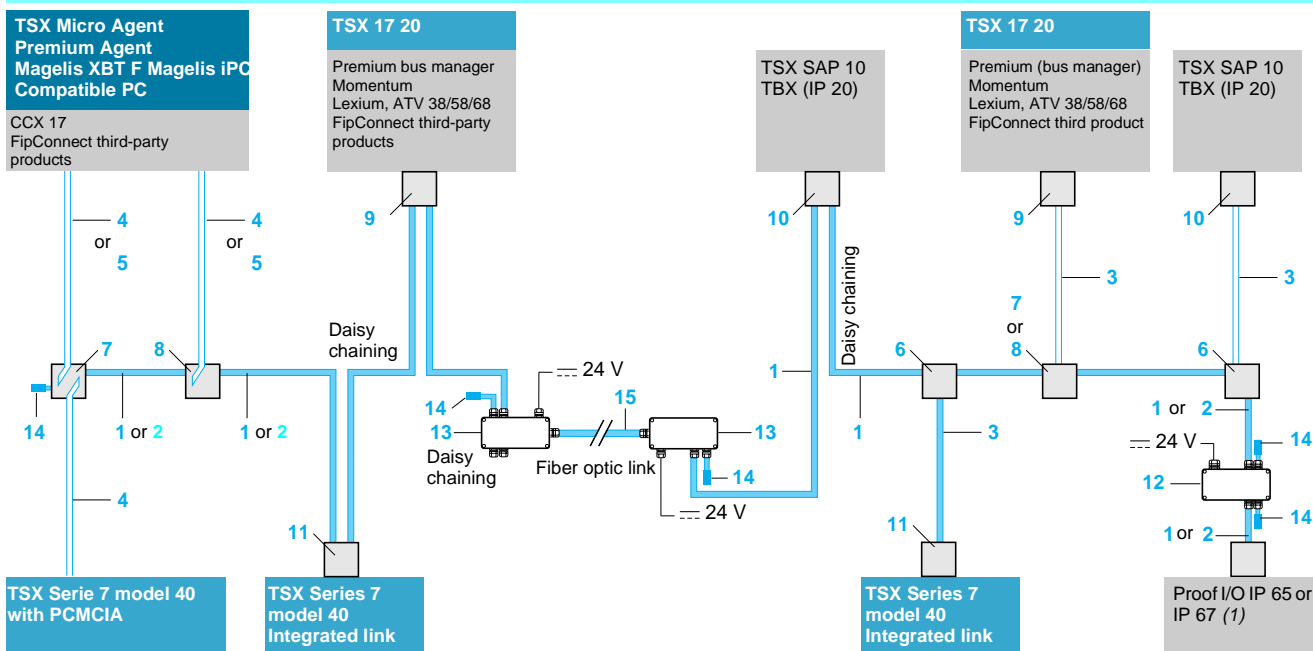 TSX Micro Agent
Premium Agent
Magelis XBT F Magelis iPC
Compatible PC
CCX 17
FipConnect third-party
products
TSX 17 20
Premium bus manager
Momentum
Lexium, ATV 38/58/68
FipConnect third-party
products
TSX SAP 10
TBX (IP 20)
TSX 17 20
Premium (bus manager)
Momentum
Lexium, ATV 38/58/68
FipConnect third product
TSX SAP 10
TBX (IP 20)
9
10
9
10
4
or
5
4
or
5
3
3
Daisy
chaining
Daisy chaining
7
or
8
7
8
6
6
24 V
1
14
14
15
1 or 2
1 or 2
1 or 2
13
13
1
3
14
24 V
Daisy
chaining
Fiber optic link
14
12
4
24 V
14
11
11
1 or 2
TSX Serie 7 model 40
with PCMCIA
TSX Series 7
model 40
Integrated link
TSX Series 7
model 40
Integrated link
Proof I/O IP 65 or
IP 67 (1)